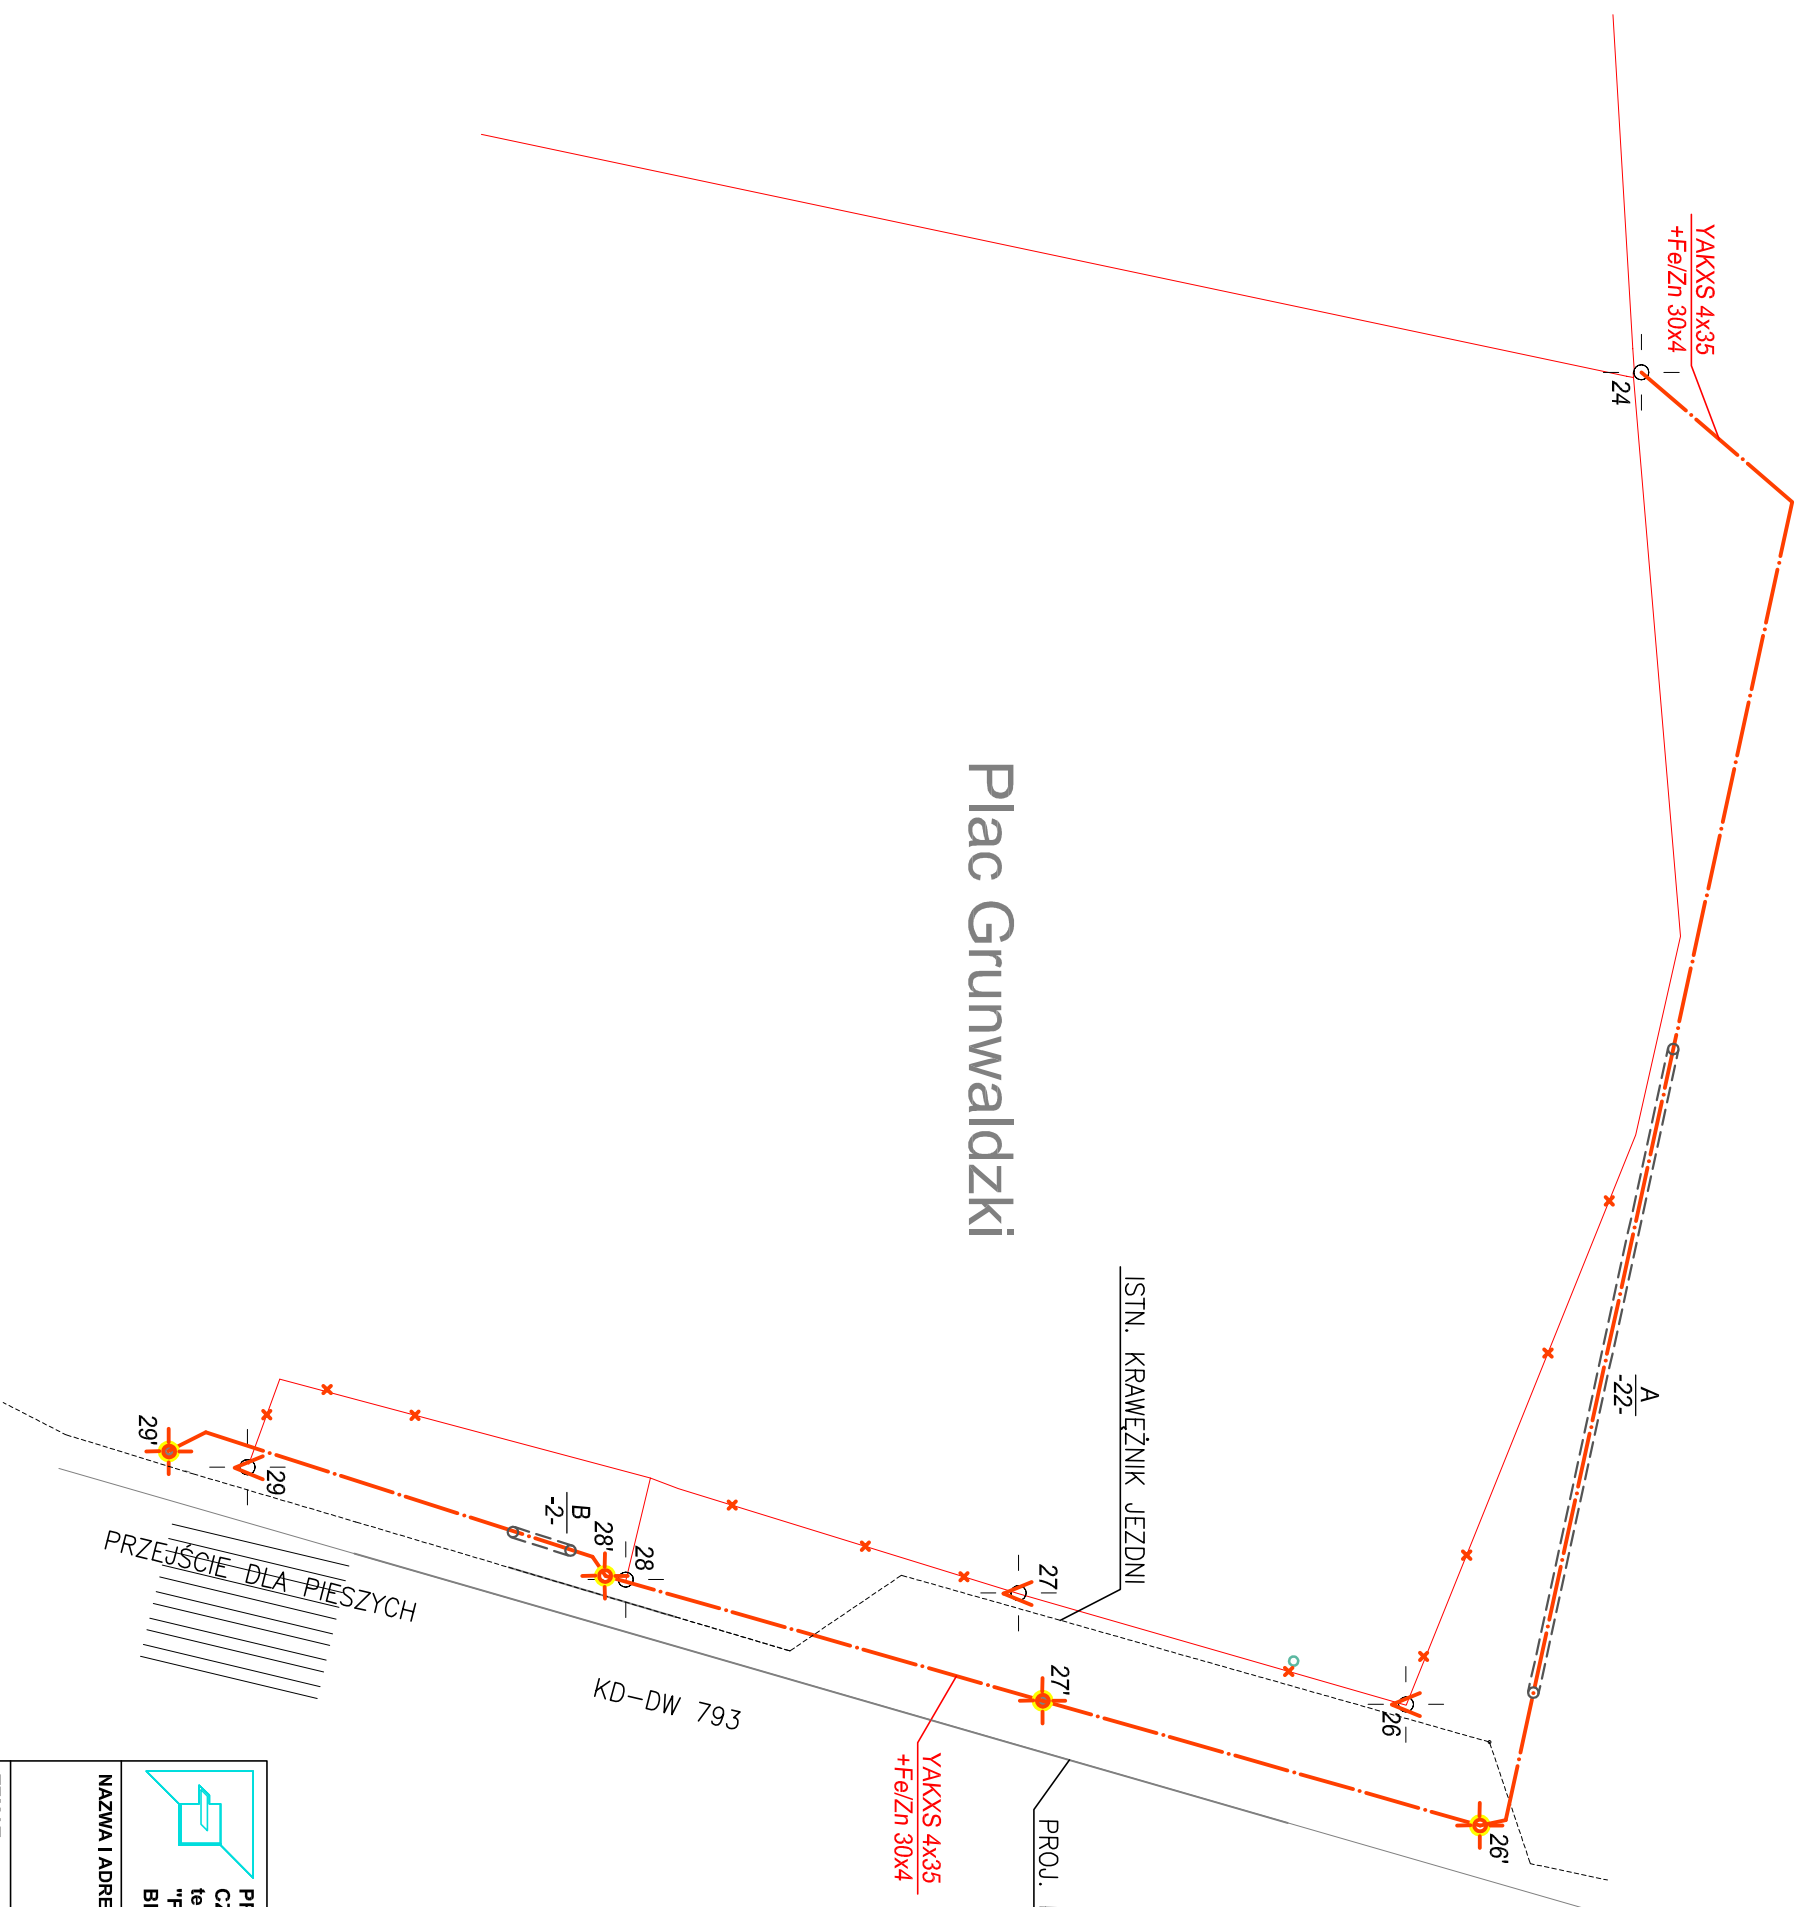 YAKXS 4x35
+Fe/Zn 30x4
24
Plac Grunwaldzki
A
-22-
ISTN. KRAWĘŻNIK JEZDNI
27
26
29'
29
B
-2-
28'
28
PRZEJŚCIE DLA PIESZYCH
KD-DW 793
27'
26'
YAKXS 4x35
+Fe/Zn 30x4
PROJ.
NAZWA I ADRE